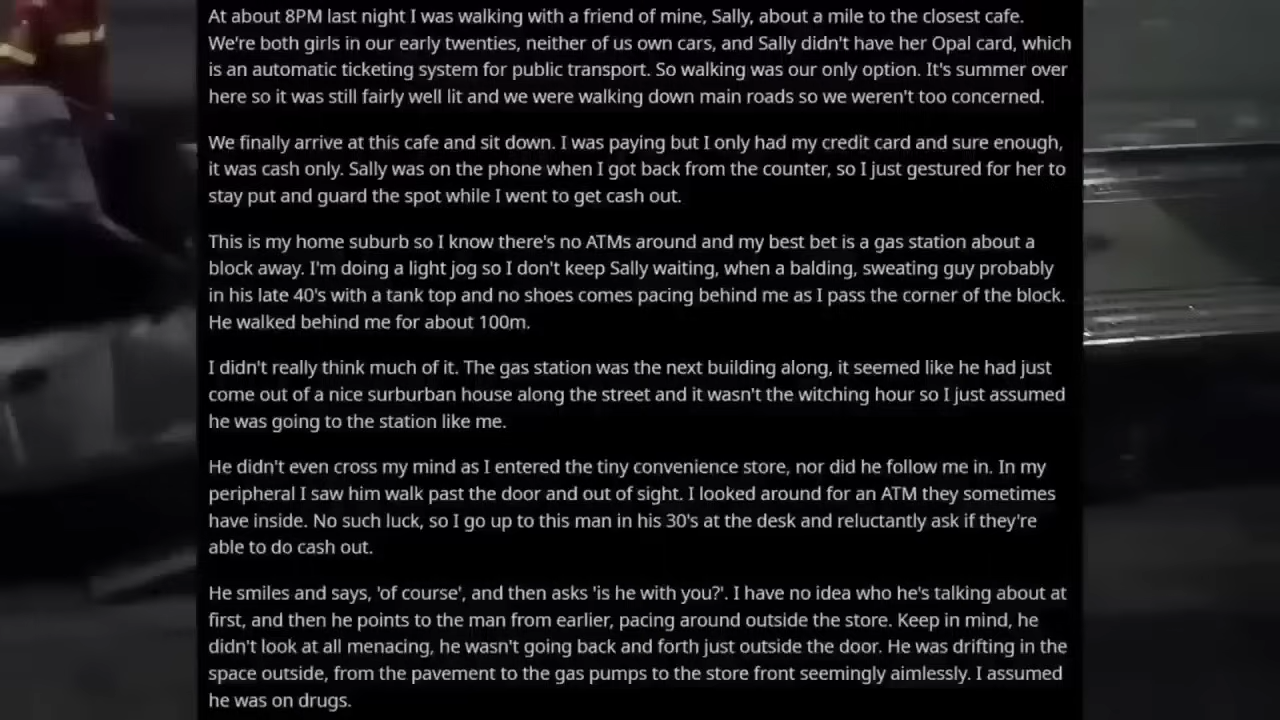 At about 8PM last night I was walking with a friend of mine, Sally, about a mile to the closest cafe.
We're both girls in our early twenties, neither of us own cars, and Sally didn't have her Opal card, which
is an automatic ticketing system for public transport. So walking was our only option. It's summer over
here so it was still fairly well lit and we were walking down main roads so we weren't too concerned.
We finally arrive at this cafe and sit down. I was paying but I only had my credit card and sure enough,
it was cash only. Sally was on the phone when I got back from the counter, so I just gestured for her to
stay put and guard the spot while I went to get cash out.
This is my home suburb so I know there's no ATMs around and my best bet is a gas station about a
block away. I'm doing a light jog so I don't keep Sally waiting, when a balding, sweating guy probably
in his late 40's with a tank top and no shoes comes pacing behind me as I pass the corner of the block.
He walked behind me for about 100m.
I didn't really think much of it. The gas station was the next building along, it seemed like he had just
come out of a nice surburban house along the street and it wasn't the witching hour so I just assumed
he was going to the station like me.
He didn't even cross my mind as I entered the tiny convenience store, nor did he follow me in. In my
peripheral I saw him walk past the door and out of sight. I looked around for an ATM they sometimes
have inside. No such luck, so I go up to this man in his 30's at the desk and reluctantly ask if they're
able to do cash out.
He smiles and says, 'of course', and then asks 'is he with you?'. I have no idea who he's talking about at
first, and then he points to the man from earlier, pacing around outside the store. Keep in mind, he
didn't look at all menacing, he wasn't going back and forth just outside the door. He was drifting in the
space outside, from the pavement to the gas pumps to the store front seemingly aimlessly. I assumed
he was on drugs.